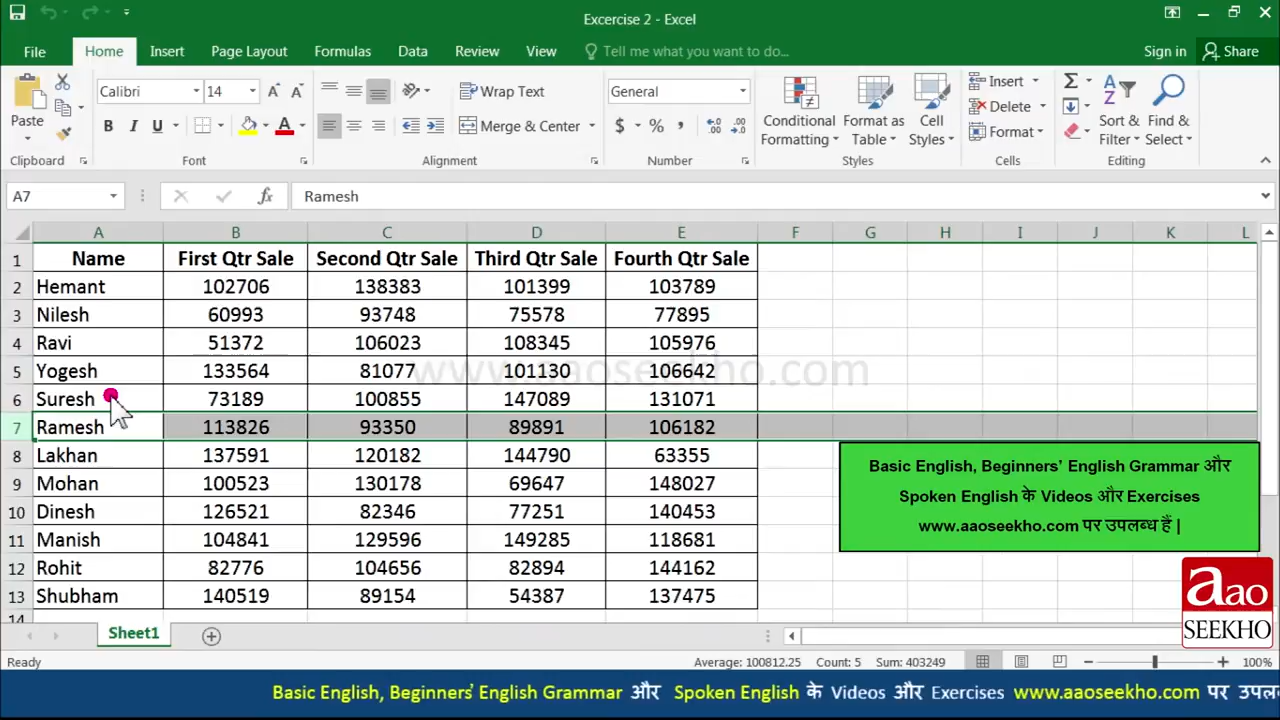 Excercise 2 - Excel
File Home Insert Page Layout Formulas Data Review View Tell me what you want to do... Sign in Share
Calibri 14 Wrap Text General Insert
Paste Merge & Center $ % , Conditional Formatting Format as Table Cell Styles Delete Format Sort & Filter Find & Select
Clipboard Font Alignment Number Styles Cells Editing
A7 fx Ramesh
A B C D E F G H I J K L
1 Name First Qtr Sale Second Qtr Sale Third Qtr Sale Fourth Qtr Sale
2 Hemant 102706 138383 101399 103789
3 Nilesh 60993 93748 75578 77895
4 Ravi 51372 106023 108345 105976
5 Yogesh 133564 81077 101130 106642
www.aaoseekho.com
6 Suresh 73189 100855 147089 131071
7 Ramesh 113826 93350 89891 106182
8 Lakhan 137591 120182 144790 63355
9 Mohan 100523 130178 69647 148027
10 Dinesh 126521 82346 77251 140453
11 Manish 104841 129596 149285 118681
12 Rohit 82776 104656 82894 144162
13 Shubham 140519 89154 54387 137475
14
Basic English, Beginners' English Grammar और
Spoken English के Videos और Exercises
www.aaoseekho.com पर उपलब्ध हैं |
aao
SEEKHO
Sheet1
Ready Average: 100812.25 Count: 5 Sum: 403249 100%
Basic English, Beginners' English Grammar और Spoken English के Videos और Exercises www.aaoseekho.com पर उपल